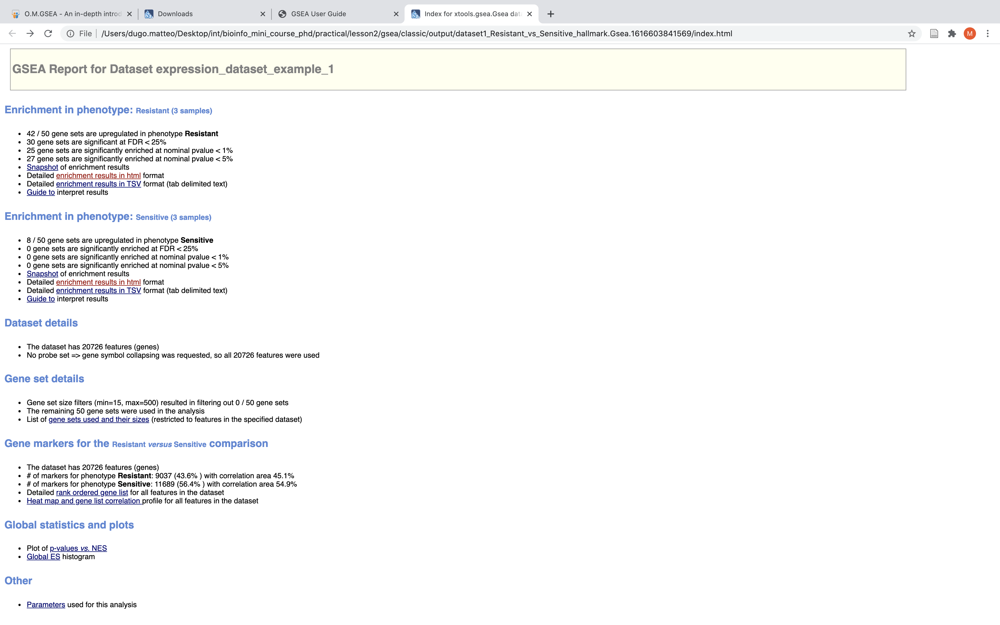 O.M.GSEA - An in-depth introd
Downloads
GSEA User Guide
Index for xtools.gsea.Gsea data
File /Users/dugo.matteo/Desktop/int/bioinfo_mini_course_phd/practical/lesson2/gsea/classic/output/dataset1_Resistant_vs_Sensitive_hallmark.Gsea.1616603841569/index.html
M
GSEA Report for Dataset expression_dataset_example_1
Enrichment in phenotype: Resistant (3 samples)
• 42 / 50 gene sets are upregulated in phenotype Resistant
• 30 gene sets are significant at FDR < 25%
• 25 gene sets are significantly enriched at nominal pvalue < 1%
• 27 gene sets are significantly enriched at nominal pvalue < 5%
• Snapshot of enrichment results
• Detailed enrichment results in html format
• Detailed enrichment results in TSV format (tab delimited text)
• Guide to interpret results
Enrichment in phenotype: Sensitive (3 samples)
• 8 / 50 gene sets are upregulated in phenotype Sensitive
• 0 gene sets are significantly enriched at FDR < 25%
• 0 gene sets are significantly enriched at nominal pvalue < 1%
• 0 gene sets are significantly enriched at nominal pvalue < 5%
• Snapshot of enrichment results
• Detailed enrichment results in html format
• Detailed enrichment results in TSV format (tab delimited text)
• Guide to interpret results
Dataset details
• The dataset has 20726 features (genes)
• No probe set => gene symbol collapsing was requested, so all 20726 features were used
Gene set details
• Gene set size filters (min=15, max=500) resulted in filtering out 0 / 50 gene sets
• The remaining 50 gene sets were used in the analysis
• List of gene sets used and their sizes (restricted to features in the specified dataset)
Gene markers for the Resistant versus Sensitive comparison
• The dataset has 20726 features (genes)
• # of markers for phenotype Resistant: 9037 (43.6% ) with correlation area 45.1%
• # of markers for phenotype Sensitive: 11689 (56.4% ) with correlation area 54.9%
• Detailed rank ordered gene list for all features in the dataset
• Heat map and gene list correlation profile for all features in the dataset
Global statistics and plots
• Plot of p-values vs. NES
• Global ES histogram
Other
• Parameters used for this analysis